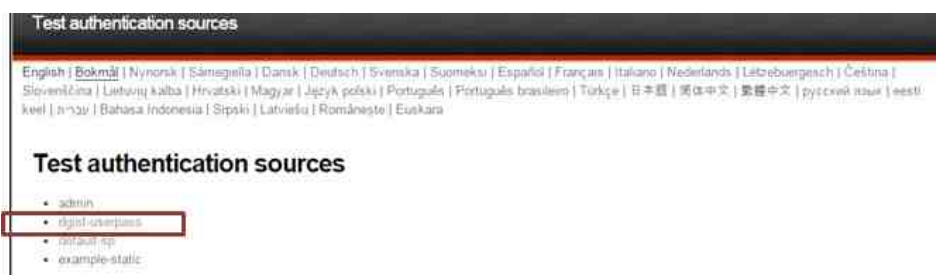 Test authentication sources
English | Bokmål | Nynorsk | Sámegiella | Dansk | Deutsch | Svenska | Suomeksi | Español | Français | Italiano | Nederlands | Lëtzebuergesch | Čeština |
Slovenščina | Lietuvių kalba | Hrvatski | Magyar | Język polski | Português | Português brasileiro | Türkçe | 日本語 | 简体中文 | 繁體中文 | русский язык | eesti
keel | עברית | Bahasa Indonesia | Srpski | Latviešu | Românește | Euskara
Test authentication sources
admin
dgist-userpass
default-sp
example-static